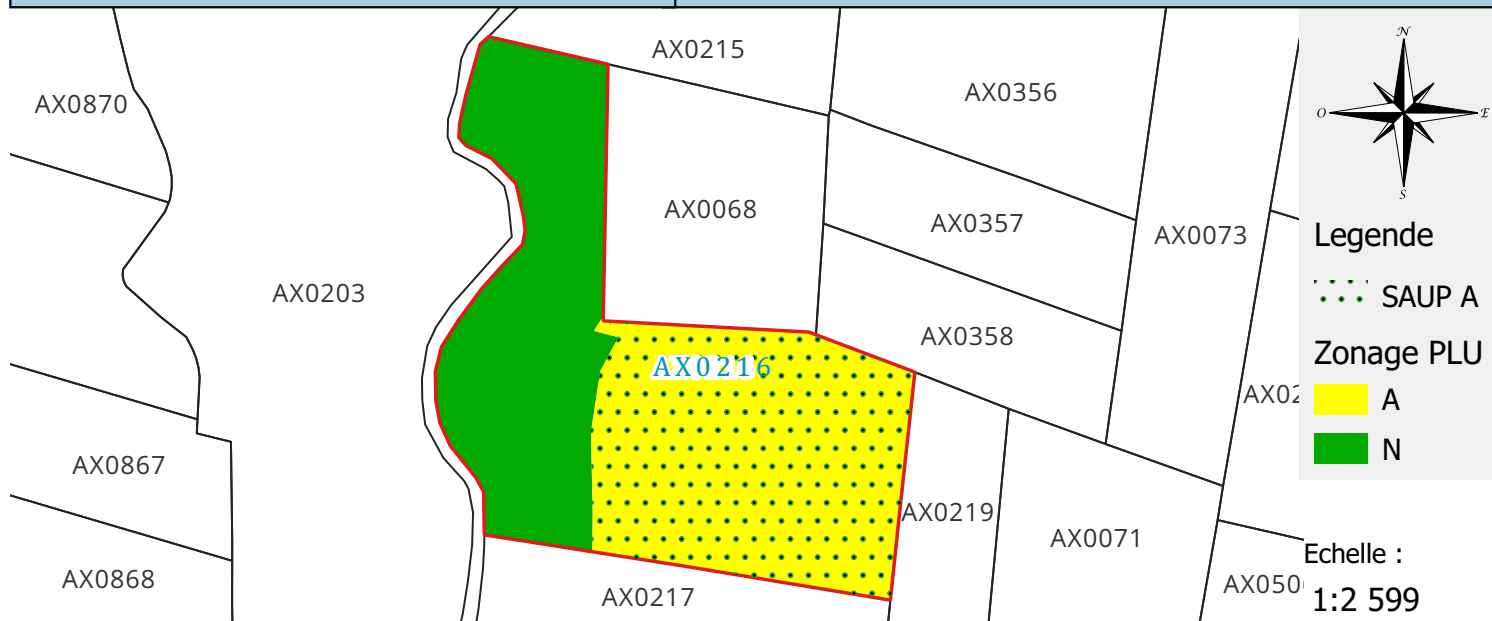 AX0215
AX0870
AX0356
N
O
E
S
AX0068
AX0357
AX0073
Legende
AX0203
SAUP A
AX0358
Zonage PLU
AX0216
A
N
AX0867
AX0219
AX0071
Echelle :
AX0868
AX0217
1:2 599